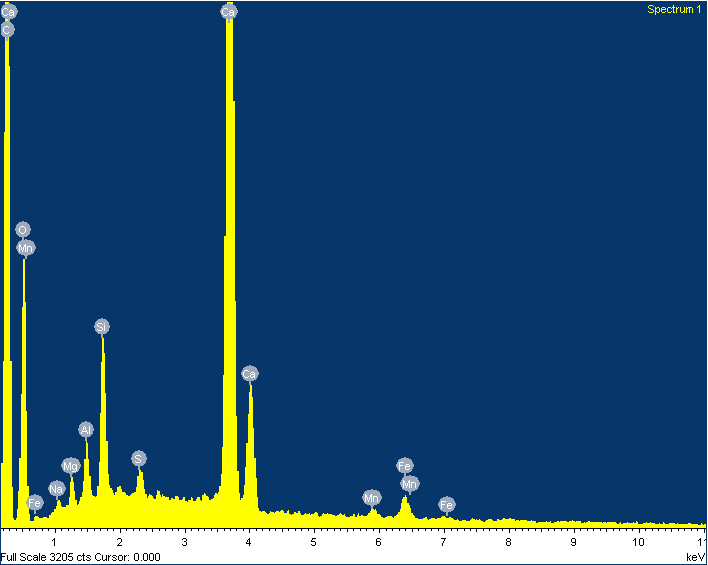 Spectrum 1
Ca
Ca
C
O
Mn
Si
Ca
Al
S
Mg
Fe
Na
Mn
Mn
Fe
Fe
1 2 3 4 5 6 7 8 9 10 11
Full Scale 3205 cts Cursor: 0.000 keV